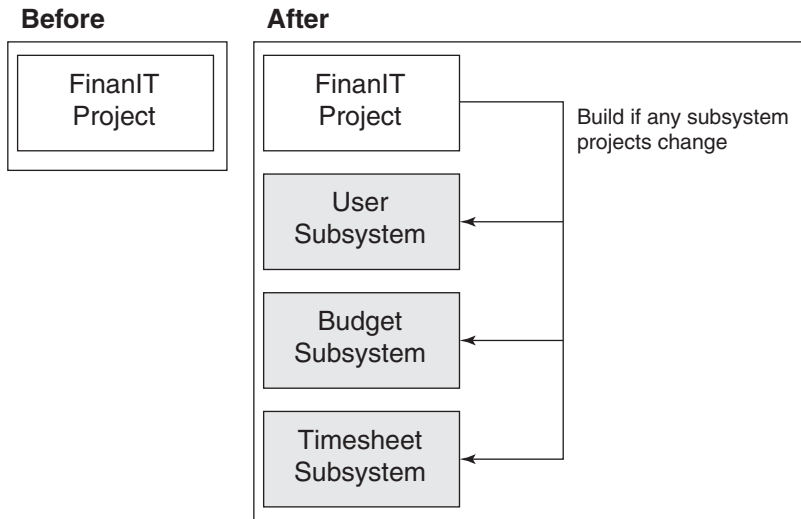 Before
FinanIT
Project
After
FinanIT
Project
Build if any subsystem
projects change
User
Subsystem
Budget
Subsystem
Timesheet
Subsystem